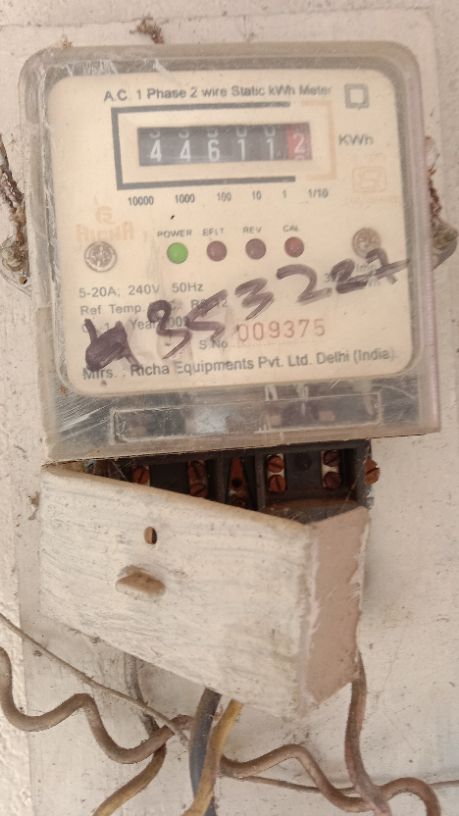 A.C. 1 Phase 2 wire Static kWh Meter
446112 KWh
10000 1000 100 10 1 1/10
RICHA
POWER EFLT REV CAL
5-20A; 240V 50Hz
Ref. Temp.
353227
Year
S.No. 009375
Mfrs. : Richa Equipments Pvt. Ltd. Delhi (India)